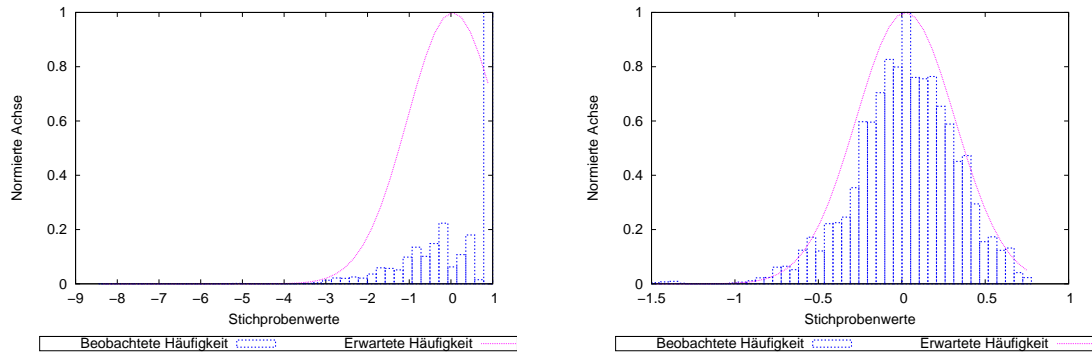 1
0.8
0.6
0.4
0.2
0
Normierte Achse
−9 −8 −7 −6 −5 −4 −3 −2 −1 0 1
Stichprobenwerte
Beobachtete Häufigkeit Erwartete Häufigkeit
1
0.8
0.6
0.4
0.2
0
Normierte Achse
−1.5 −1 −0.5 0 0.5 1
Stichprobenwerte
Beobachtete Häufigkeit Erwartete Häufigkeit